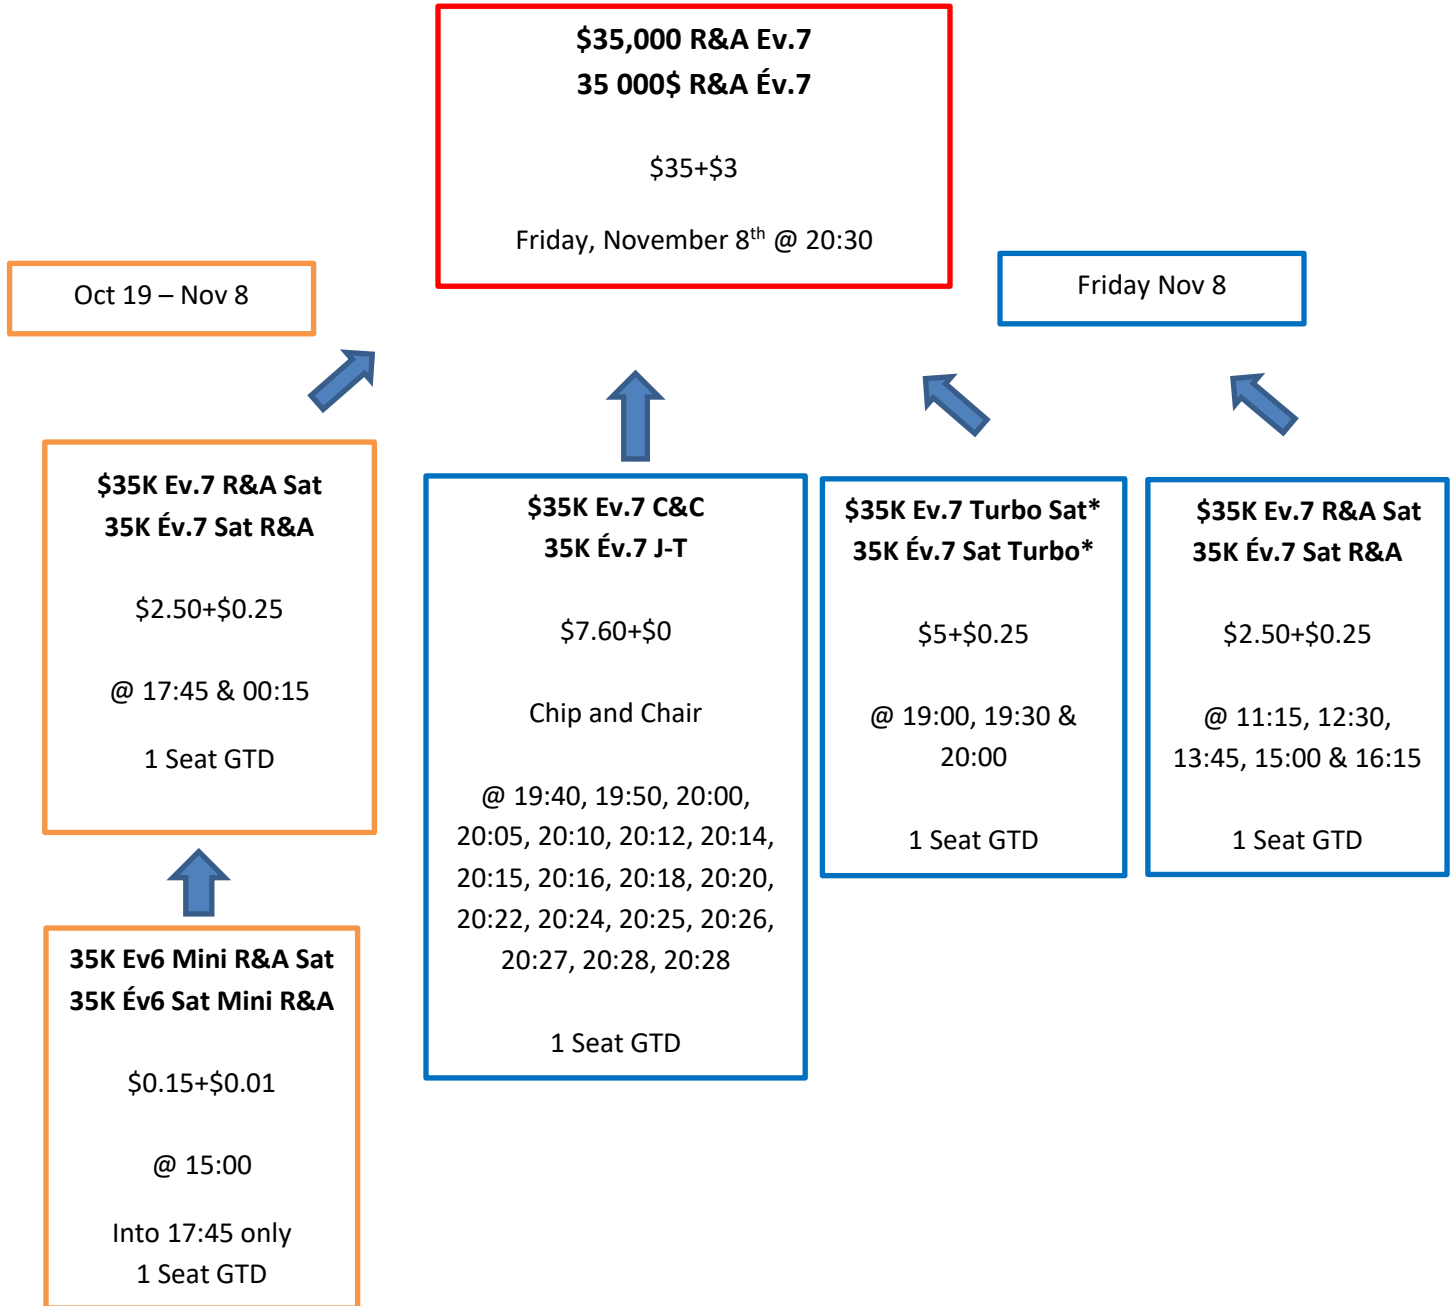 $35,000 R&A Ev.7
35 000$ R&A Év.7
$35+$3
Friday, November 8th @ 20:30
Oct 19 – Nov 8
Friday Nov 8
$35K Ev.7 R&A Sat
35K Év.7 Sat R&A
$2.50+$0.25
@ 17:45 & 00:15
1 Seat GTD
$35K Ev.7 C&C
35K Év.7 J-T
$7.60+$0
Chip and Chair
@ 19:40, 19:50, 20:00,
20:05, 20:10, 20:12, 20:14,
20:15, 20:16, 20:18, 20:20,
20:22, 20:24, 20:25, 20:26,
20:27, 20:28, 20:28
1 Seat GTD
$35K Ev.7 Turbo Sat*
35K Év.7 Sat Turbo*
$5+$0.25
@ 19:00, 19:30 &
20:00
1 Seat GTD
$35K Ev.7 R&A Sat
35K Év.7 Sat R&A
$2.50+$0.25
@ 11:15, 12:30,
13:45, 15:00 & 16:15
1 Seat GTD
35K Ev6 Mini R&A Sat
35K Év6 Sat Mini R&A
$0.15+$0.01
@ 15:00
Into 17:45 only
1 Seat GTD